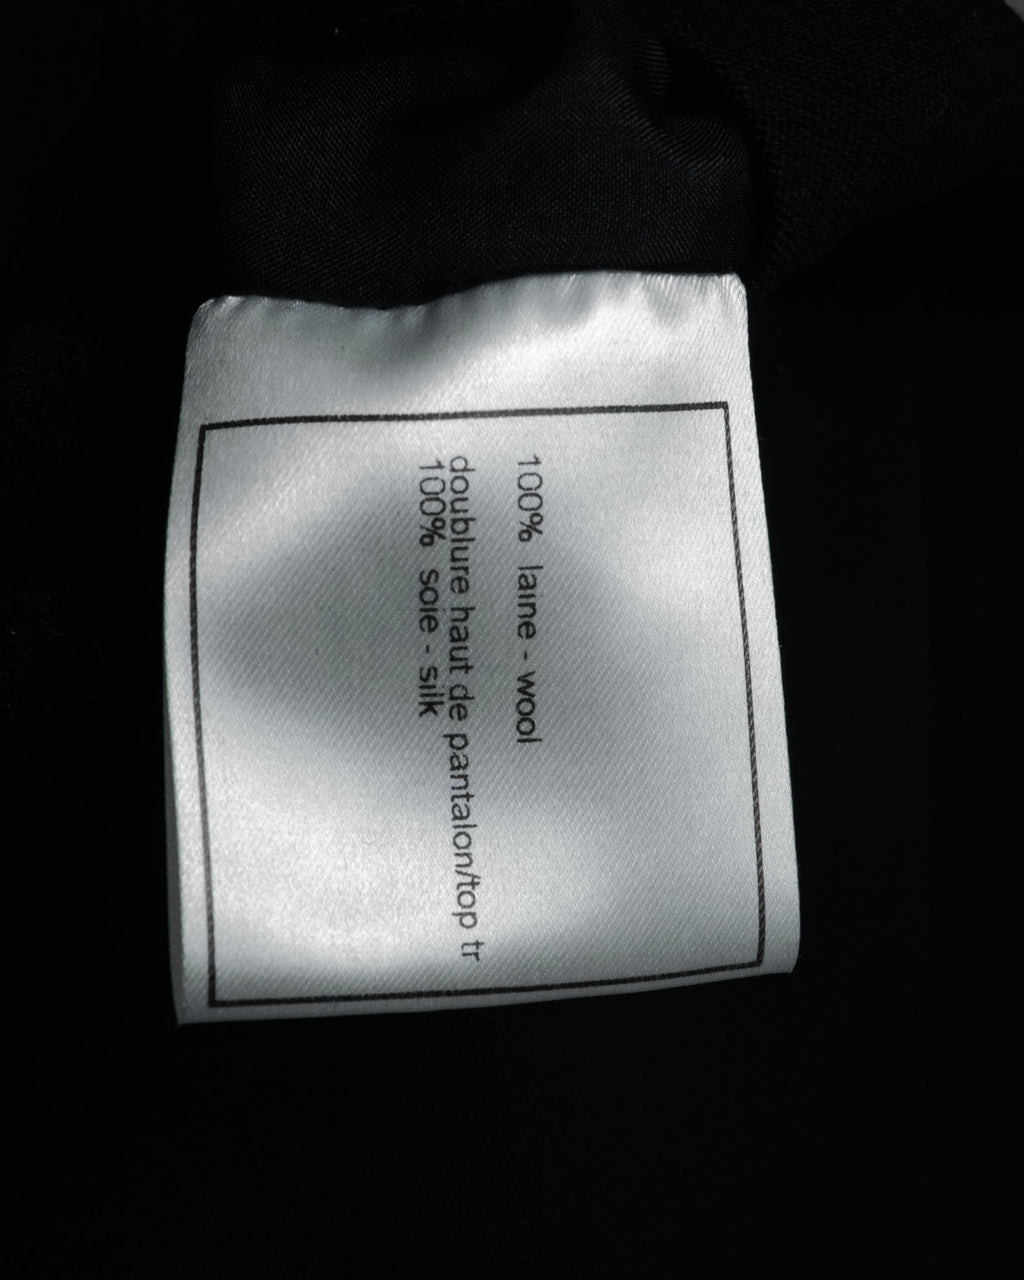 100% laine - wool
doublure haut de pantalon/top tr
100% soie - silk